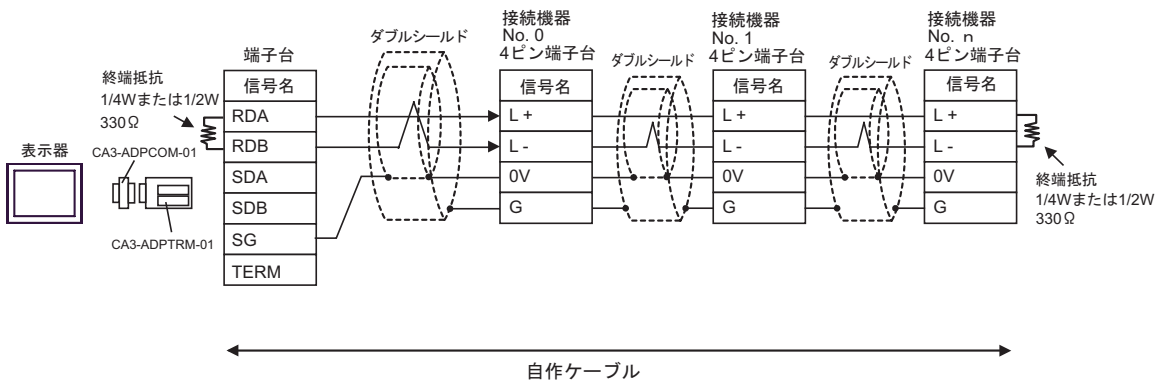 接続機器
No. 0
4ピン端子台
接続機器
No. 1
4ピン端子台
接続機器
No. n
4ピン端子台
ダブルシールド
ダブルシールド
ダブルシールド
端子台
終端抵抗
1/4Wまたは1/2W
330Ω
表示器
CA3-ADPCOM-01
CA3-ADPTRM-01
信号名
RDA
RDB
SDA
SDB
SG
TERM
信号名
L +
L -
0V
G
信号名
L +
L -
0V
G
信号名
L +
L -
0V
G
終端抵抗
1/4Wまたは1/2W
330Ω
自作ケーブル